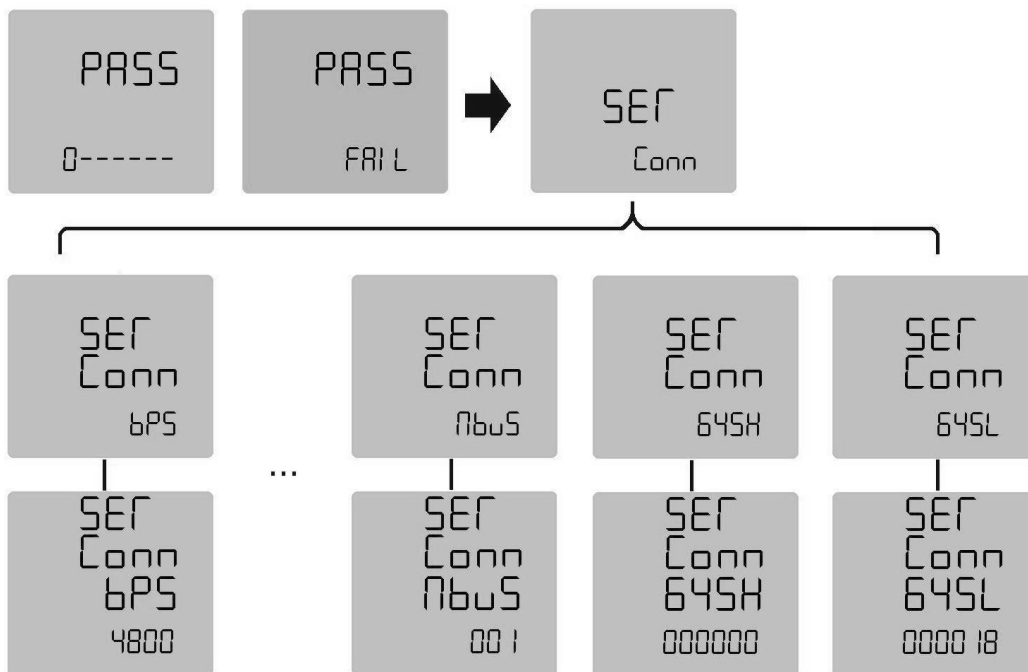 PASS
0------
PASS
FAIL
SET
Conn
SET
Conn
bPS
...
SET
Conn
MbuS
SET
Conn
645H
SET
Conn
645L
SET
Conn
bPS
4800
SET
Conn
MbuS
001
SET
Conn
645H
000000
SET
Conn
645L
000018